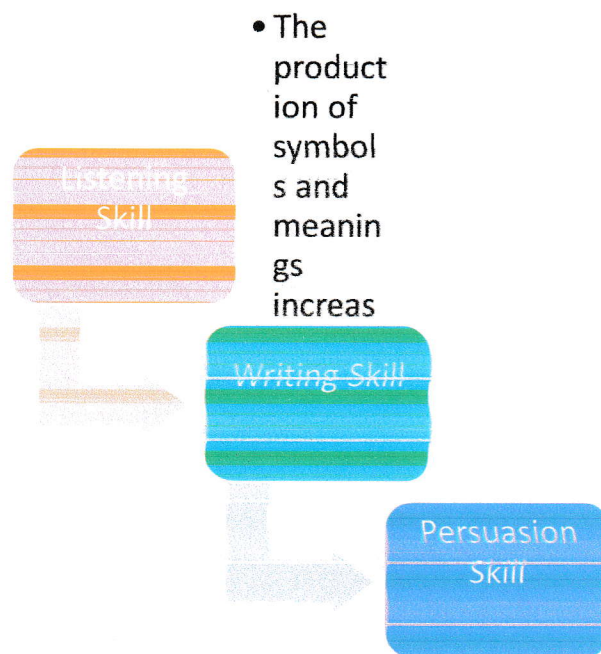 • The
product
ion of
symbol
s and
meanin
gs
increas
Listening
Skill
Writing Skill
Persuasion
Skill